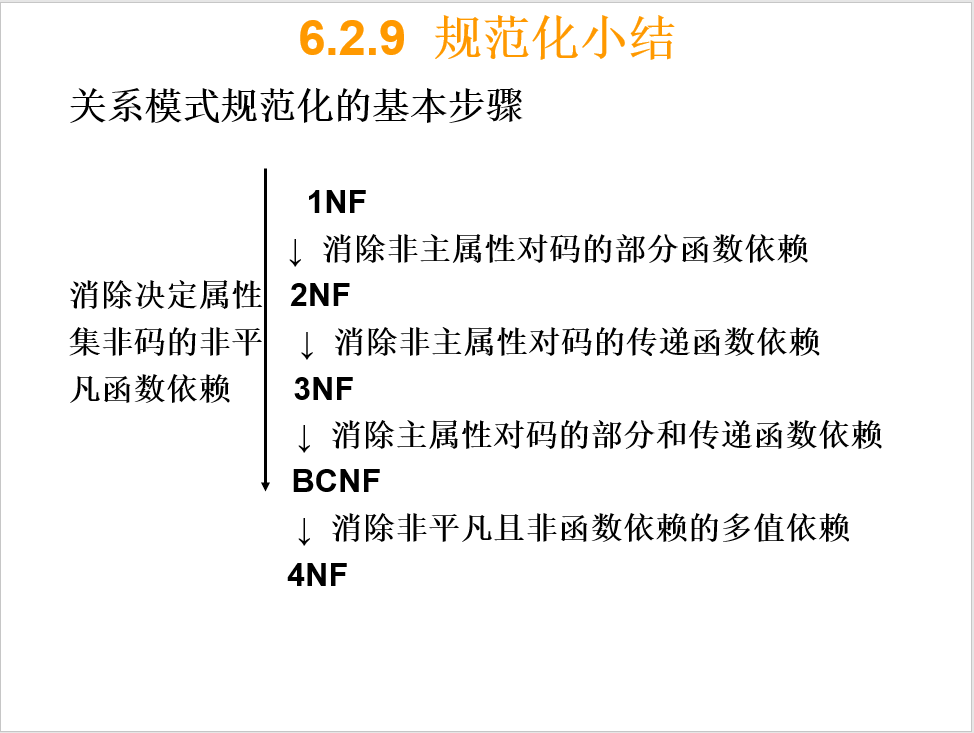 6.2.9 规范化小结
关系模式规范化的基本步骤
1NF
↓ 消除非主属性对码的部分函数依赖
消除决定属性 2NF
集非码的非平 ↓ 消除非主属性对码的传递函数依赖
凡函数依赖 3NF
↓ 消除主属性对码的部分和传递函数依赖
BCNF
↓ 消除非平凡且非函数依赖的多值依赖
4NF